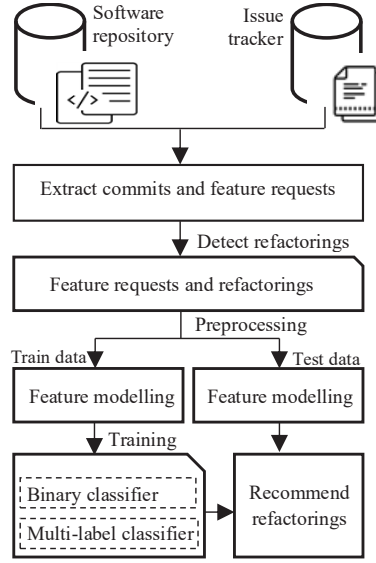 Software
repository
Issue
tracker
</>
Extract commits and feature requests
Detect refactorings
Feature requests and refactorings
Preprocessing
Train data
Test data
Feature modelling
Feature modelling
Training
Binary classifier
Multi-label classifier
Recommend
refactorings